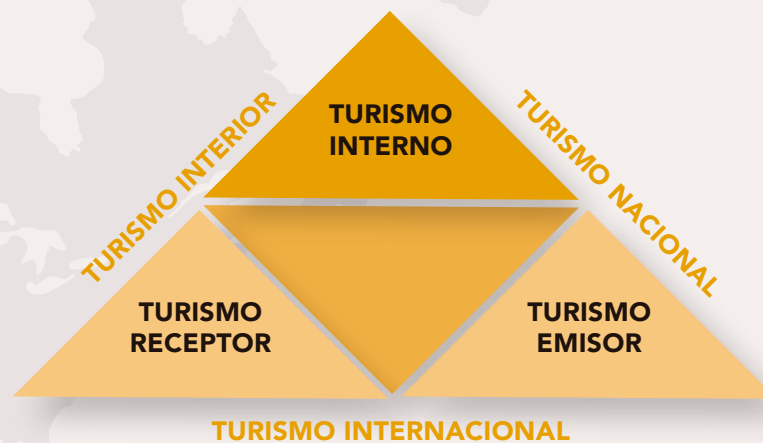 TURISMO
INTERNO
TURISMO INTERIOR
TURISMO NACIONAL
TURISMO
RECEPTOR
TURISMO
EMISOR
TURISMO INTERNACIONAL